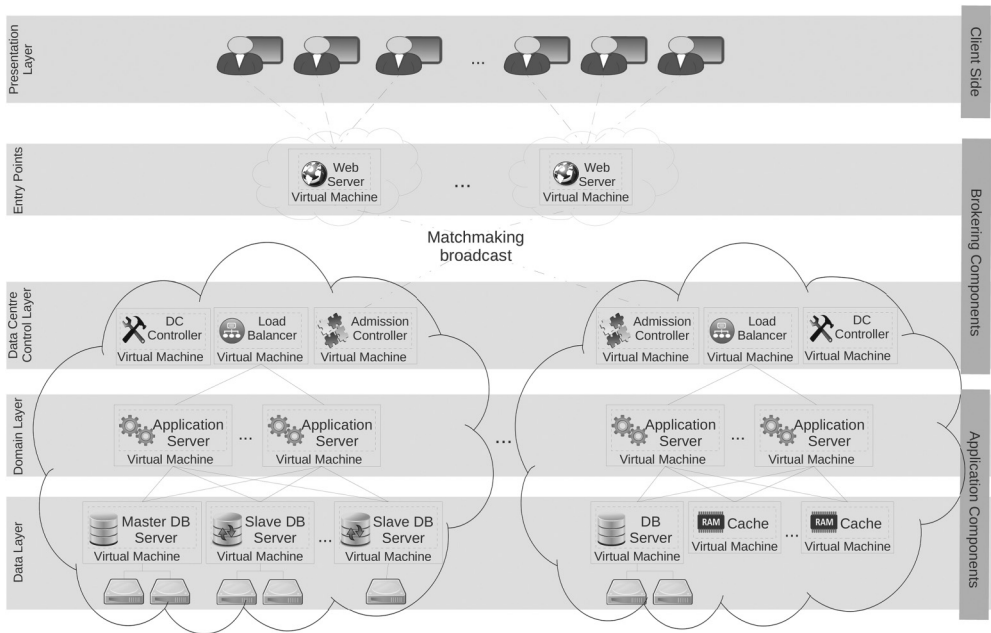 Presentation
Layer
...
Client Side
Entry Points
Web
Server
Virtual Machine
...
Web
Server
Virtual Machine
Brokering Components
Matchmaking
broadcast
Data Centre
Control Layer
DC
Controller
Virtual Machine
Load
Balancer
Virtual Machine
Admission
Controller
Virtual Machine
Admission
Controller
Virtual Machine
Load
Balancer
Virtual Machine
DC
Controller
Virtual Machine
Domain Layer
Application
Server
Virtual Machine
...
Application
Server
Virtual Machine
...
Application
Server
Virtual Machine
...
Application
Server
Virtual Machine
Application Components
Data Layer
Master DB
Server
Virtual Machine
Slave DB
Server
Virtual Machine
...
Slave DB
Server
Virtual Machine
DB
Server
Virtual Machine
RAM Cache
Virtual Machine
...
RAM Cache
Virtual Machine